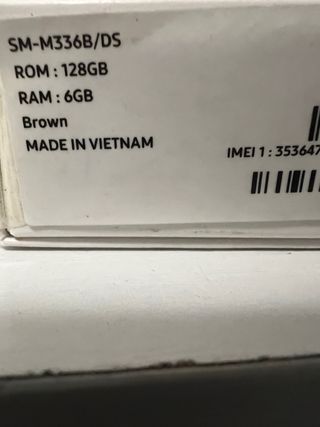 SM-M336B/DS
ROM : 128GB
RAM : 6GB
Brown
MADE IN VIETNAM
IMEI 1 : 353647